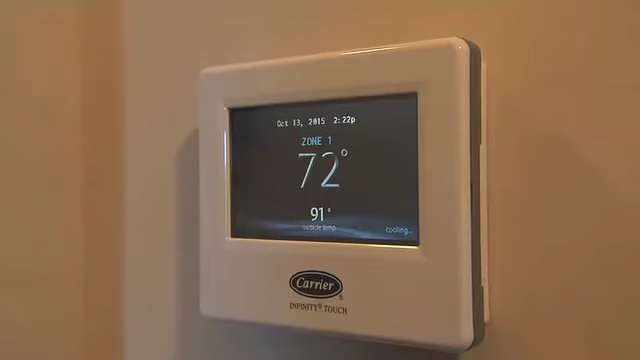 Oct 13, 2015 2:22p
ZONE 1
72°
91°
outside temp
cooling...
Carrier ®
INFINITY® TOUCH